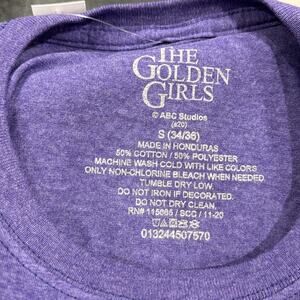 THE
GOLDEN
GIRLS
© ABC Studios
(s20)
S (34/36)
MADE IN HONDURAS
50% COTTON / 50% POLYESTER
MACHINE WASH COLD WITH LIKE COLORS
ONLY NON-CHLORINE BLEACH WHEN NEEDED
TUMBLE DRY LOW.
DO NOT IRON IF DECORATED.
DO NOT DRY CLEAN.
RN# 115065 / SCG / 11-20
013244507570